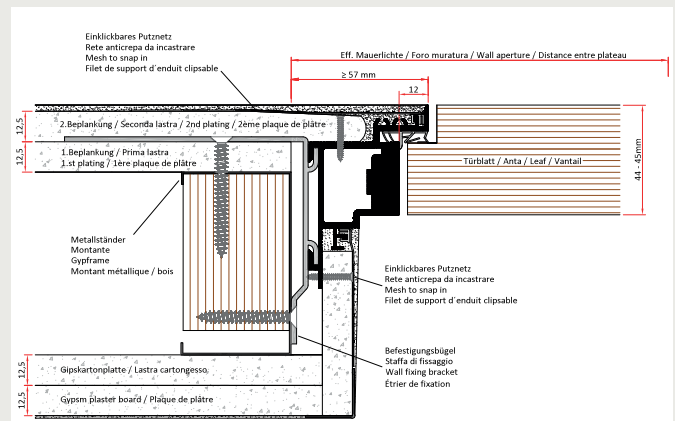 Einklickbares Putznetz
Rete anticrepa da incastrare
Mesh to snap in
Filet de support d´enduit clipsable
Eff. Mauerlichte / Foro muratura / Wall aperture / Distance entre plateau
≥ 57 mm
12
12,5
2.Beplankung / Seconda lastra / 2nd plating / 2ème plaque de plâtre
12,5
1.Beplankung / Prima lastra
1.st plating / 1ère plaque de plâtre
Türblatt / Anta / Leaf / Vantail
44 - 45mm
Metallständer
Montante
Gypframe
Montant métallique / bois
Einklickbares Putznetz
Rete anticrepa da incastrare
Mesh to snap in
Filet de support d´enduit clipsable
Befestigungsbügel
Staffa di fissaggio
Wall fixing bracket
Étrier de fixation
12,5
Gipskartonplatte / Lastra cartongesso
12,5
Gypsm plaster board / Plaque de plâtre